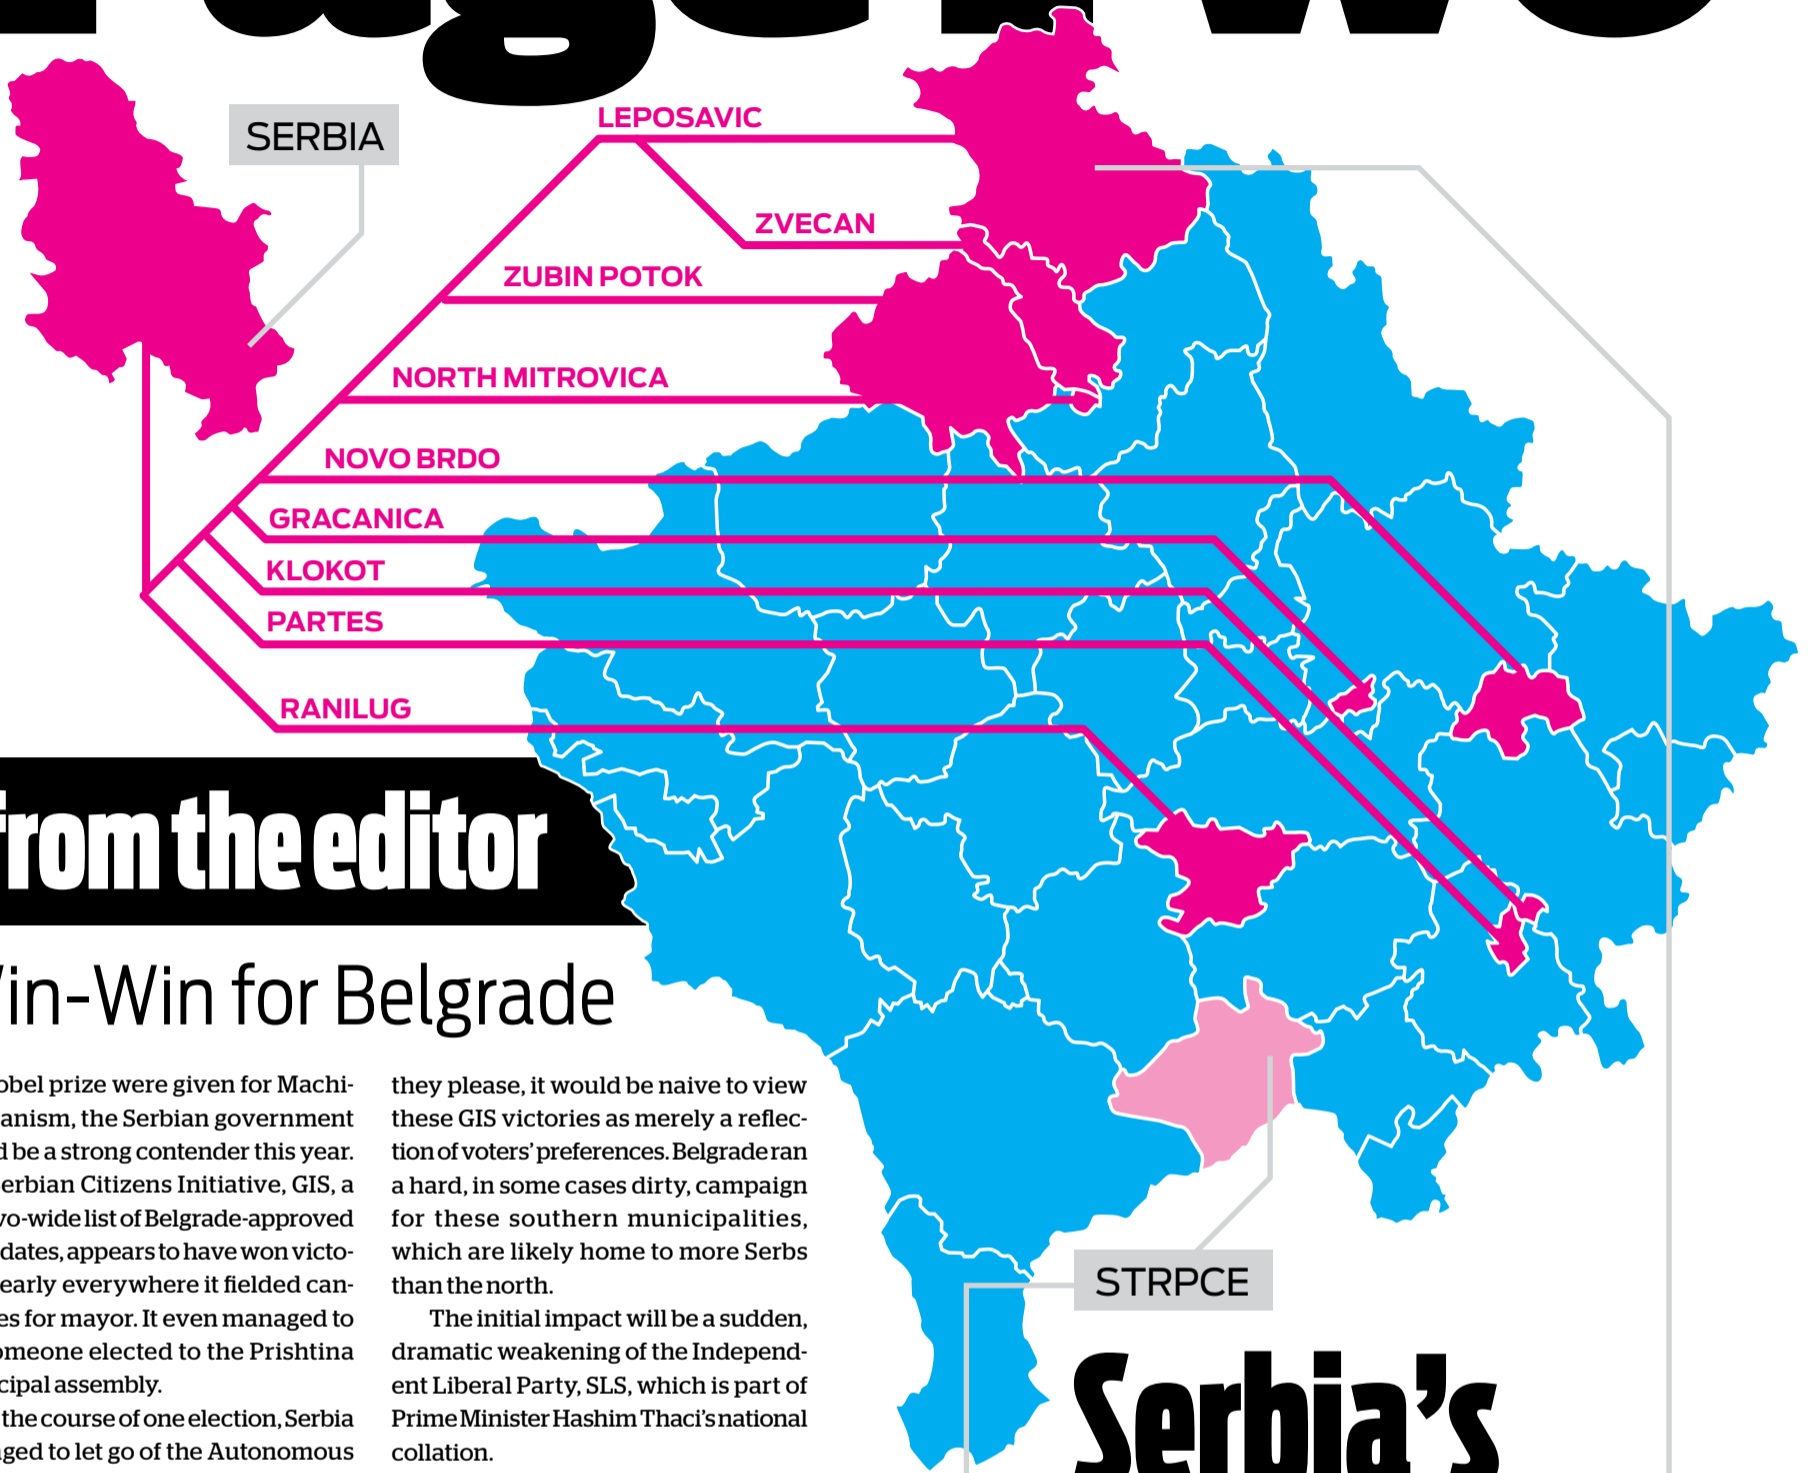 Page Two
SERBIA
LEPOSAVIC
ZVECAN
ZUBIN POTOK
NORTH MITROVICA
NOVO BRDO
GRACANICA
KLOKOT
PARTES
RANILUG
from the editor
in-Win for Belgrade
obel prize were given for Machi-
anism, the Serbian government
d be a strong contender this year.
erbian Citizens Initiative, GIS, a
vo-wide list of Belgrade-approved
dates, appears to have won victo-
early everywhere it fielded can-
es for mayor. It even managed to
omeone elected to the Prishtina
cipal assembly.
the course of one election, Serbia
ged to let go of the Autonomous
they please, it would be naive to view
these GIS victories as merely a reflec-
tion of voters' preferences. Belgrade ran
a hard, in some cases dirty, campaign
for these southern municipalities,
which are likely home to more Serbs
than the north.
The initial impact will be a sudden,
dramatic weakening of the Independ-
ent Liberal Party, SLS, which is part of
Prime Minister Hashim Thaci's national
collation.
STRPCE
Serbia's